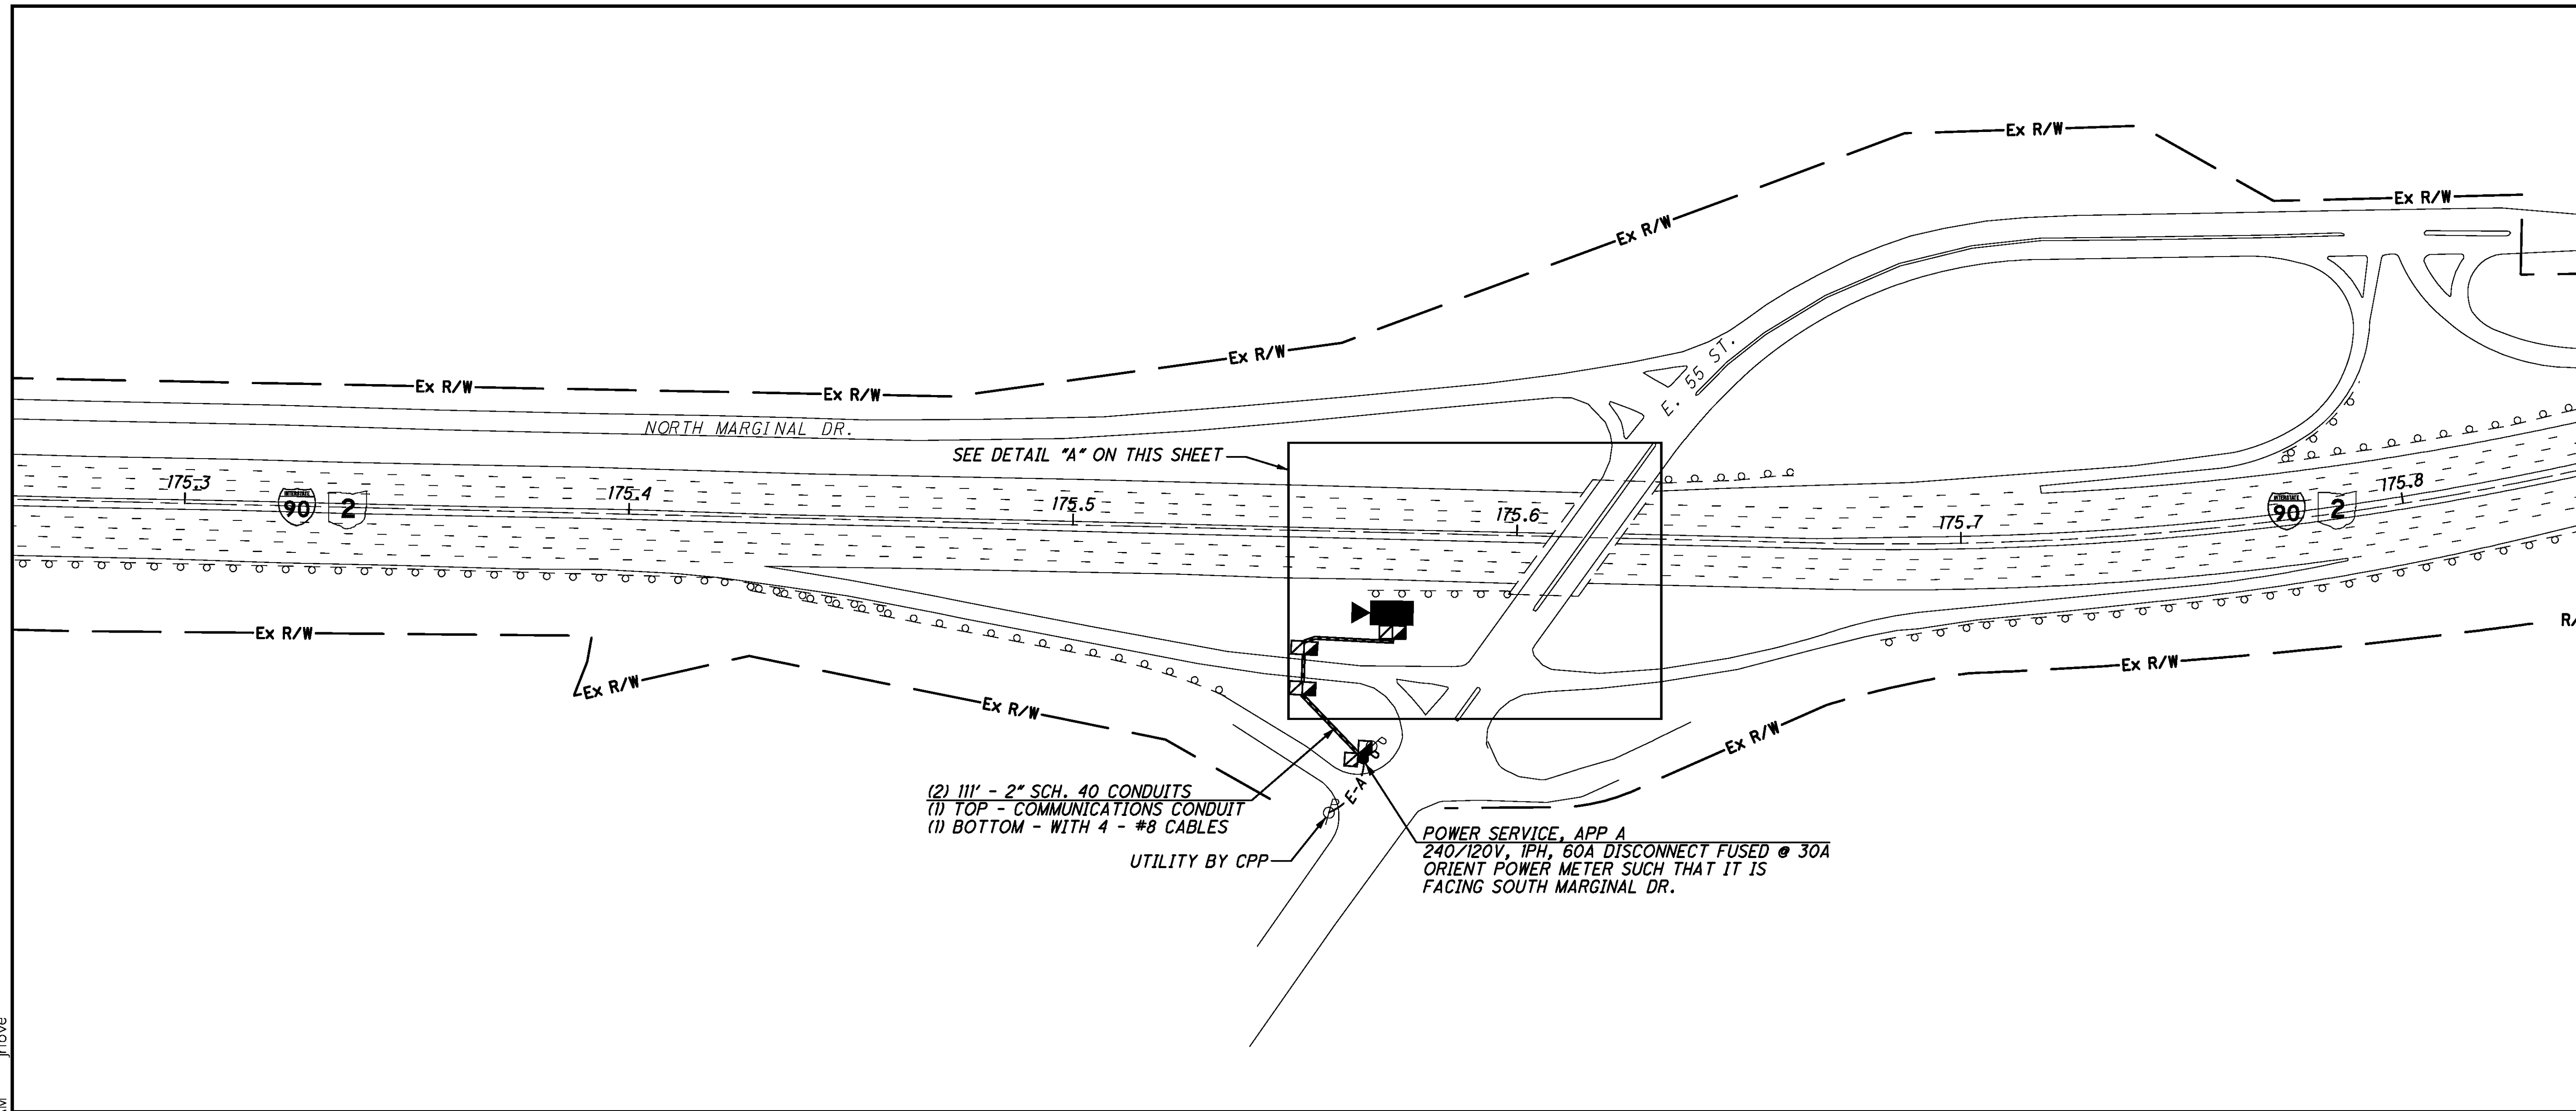 Ex R/W
Ex R/W
Ex R/W
Ex R/W
Ex R/W
Ex R/W
NORTH MARGINAL DR.
E. 55 ST.
SEE DETAIL "A" ON THIS SHEET
175.3
INTERSTATE
90
2
175.4
175.5
175.6
175.7
INTERSTATE
90
2
175.8
Ex R/W
Ex R/W
Ex R/W
Ex R/W
Ex R/W
R/
(2) 111' - 2" SCH. 40 CONDUITS
(1) TOP - COMMUNICATIONS CONDUIT
(1) BOTTOM - WITH 4 - #8 CABLES
E-A
UTILITY BY CPP
POWER SERVICE, APP A
240/120V, 1PH, 60A DISCONNECT FUSED @ 30A
ORIENT POWER METER SUCH THAT IT IS
FACING SOUTH MARGINAL DR.
jhove